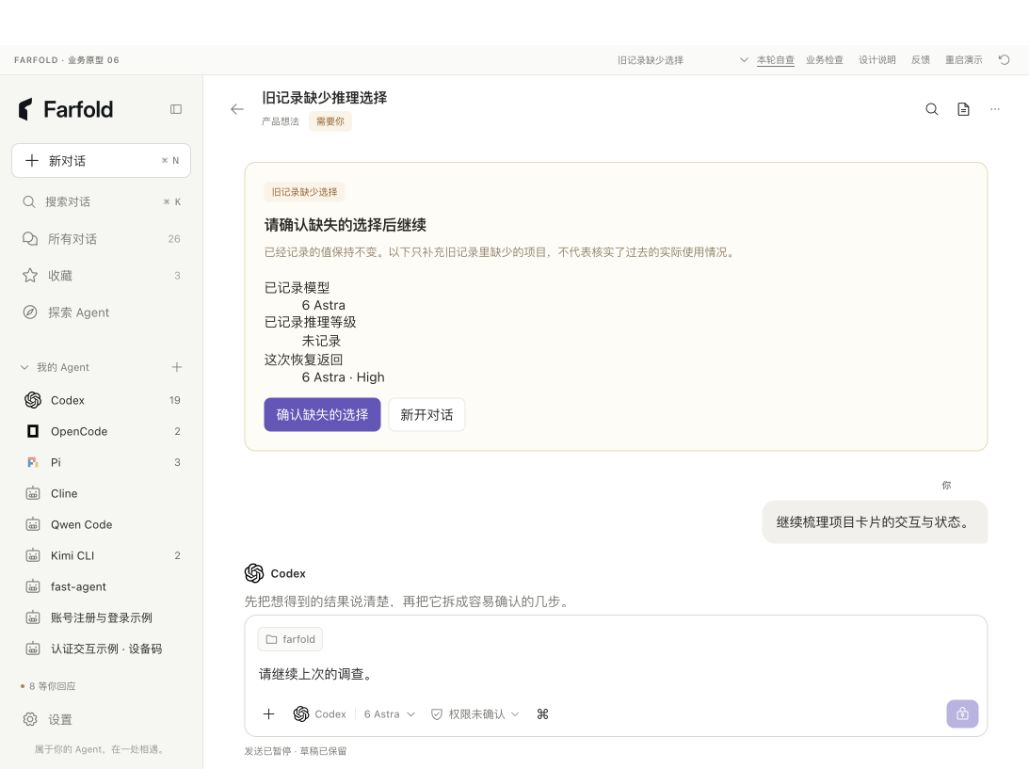 FARFOLD · 业务原型 06
旧记录缺少选择
本轮自查
业务检查
设计说明
反馈
重启演示
Farfold
新对话
⌘ N
搜索对话
⌘ K
所有对话
26
收藏
3
探索 Agent
我的 Agent
Codex
19
OpenCode
2
Pi
3
Cline
Qwen Code
Kimi CLI
2
fast-agent
账号注册与登录示例
认证交互示例 · 设备码
8 等你回应
设置
属于你的 Agent，在一处相遇。
旧记录缺少推理选择
产品想法
需要你
旧记录缺少选择
请确认缺失的选择后继续
已经记录的值保持不变。以下只补充旧记录里缺少的项目，不代表核实了过去的实际使用情况。
已记录模型
6 Astra
已记录推理等级
未记录
这次恢复返回
6 Astra · High
确认缺失的选择
新开对话
你
继续梳理项目卡片的交互与状态。
Codex
先把想得到的结果说清楚，再把它拆成容易确认的几步。
farfold
请继续上次的调查。
Codex
6 Astra
权限未确认
⌘
发送已暂停 · 草稿已保留